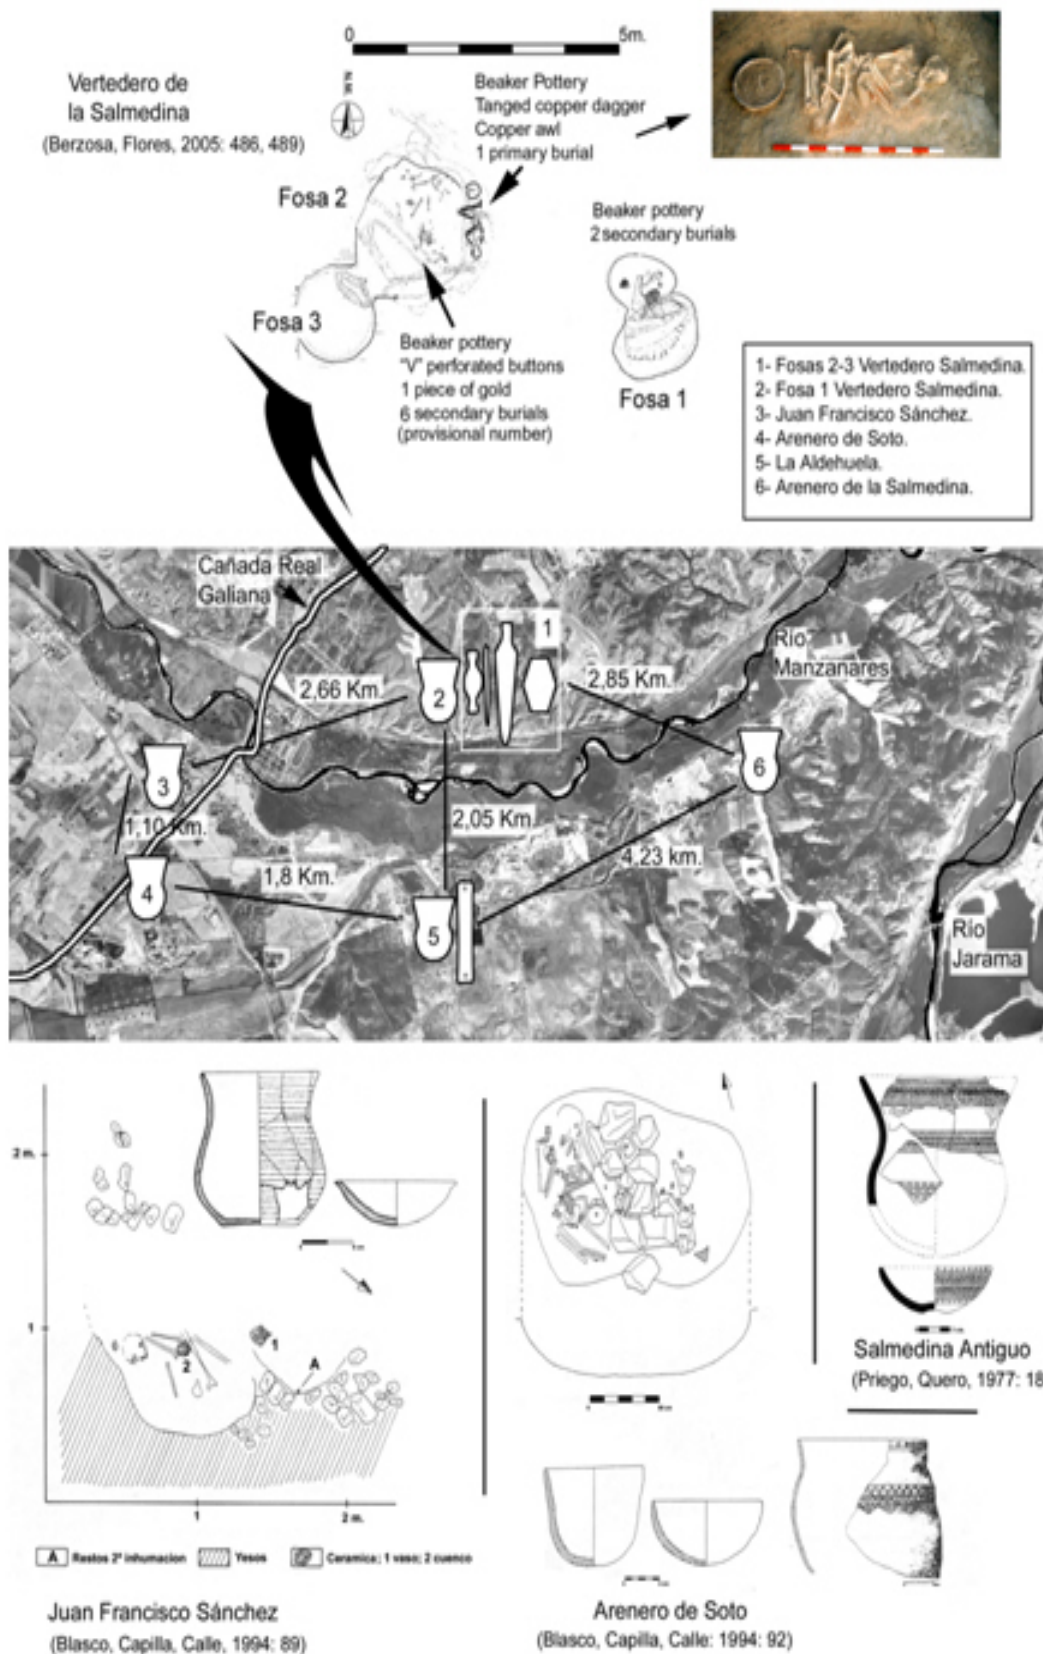 0 5m.
Vertedero de
la Salmedina
(Berzosa, Flores, 2005: 486, 489)
Beaker Pottery
Tanged copper dagger
Copper awl
1 primary burial
Fosa 2
Beaker pottery
2 secondary burials
Fosa 3
Beaker pottery
"V" perforated buttons
1 piece of gold
6 secondary burials
(provisional number)
Fosa 1
1- Fosas 2-3 Vertedero Salmedina.
2- Fosa 1 Vertedero Salmedina.
3- Juan Francisco Sánchez.
4- Arenero de Soto.
5- La Aldehuela.
6- Arenero de la Salmedina.
Cañada Real
Galiana
1
Río
Manzanares
2,66 Km.
2
2,85 Km.
3
6
1,10 Km.
2,05 Km.
4,23 km.
4
1,8 Km.
5
Río
Jarama
2 m.
1
1
2
A
1
2 m.
A Restos 2ª inhumacion
Yesos
Ceramica; 1 vaso; 2 cuenco
Juan Francisco Sánchez
(Blasco, Capilla, Calle, 1994: 89)
Arenero de Soto
(Blasco, Capilla, Calle: 1994: 92)
Salmedina Antiguo
(Priego, Quero, 1977: 18